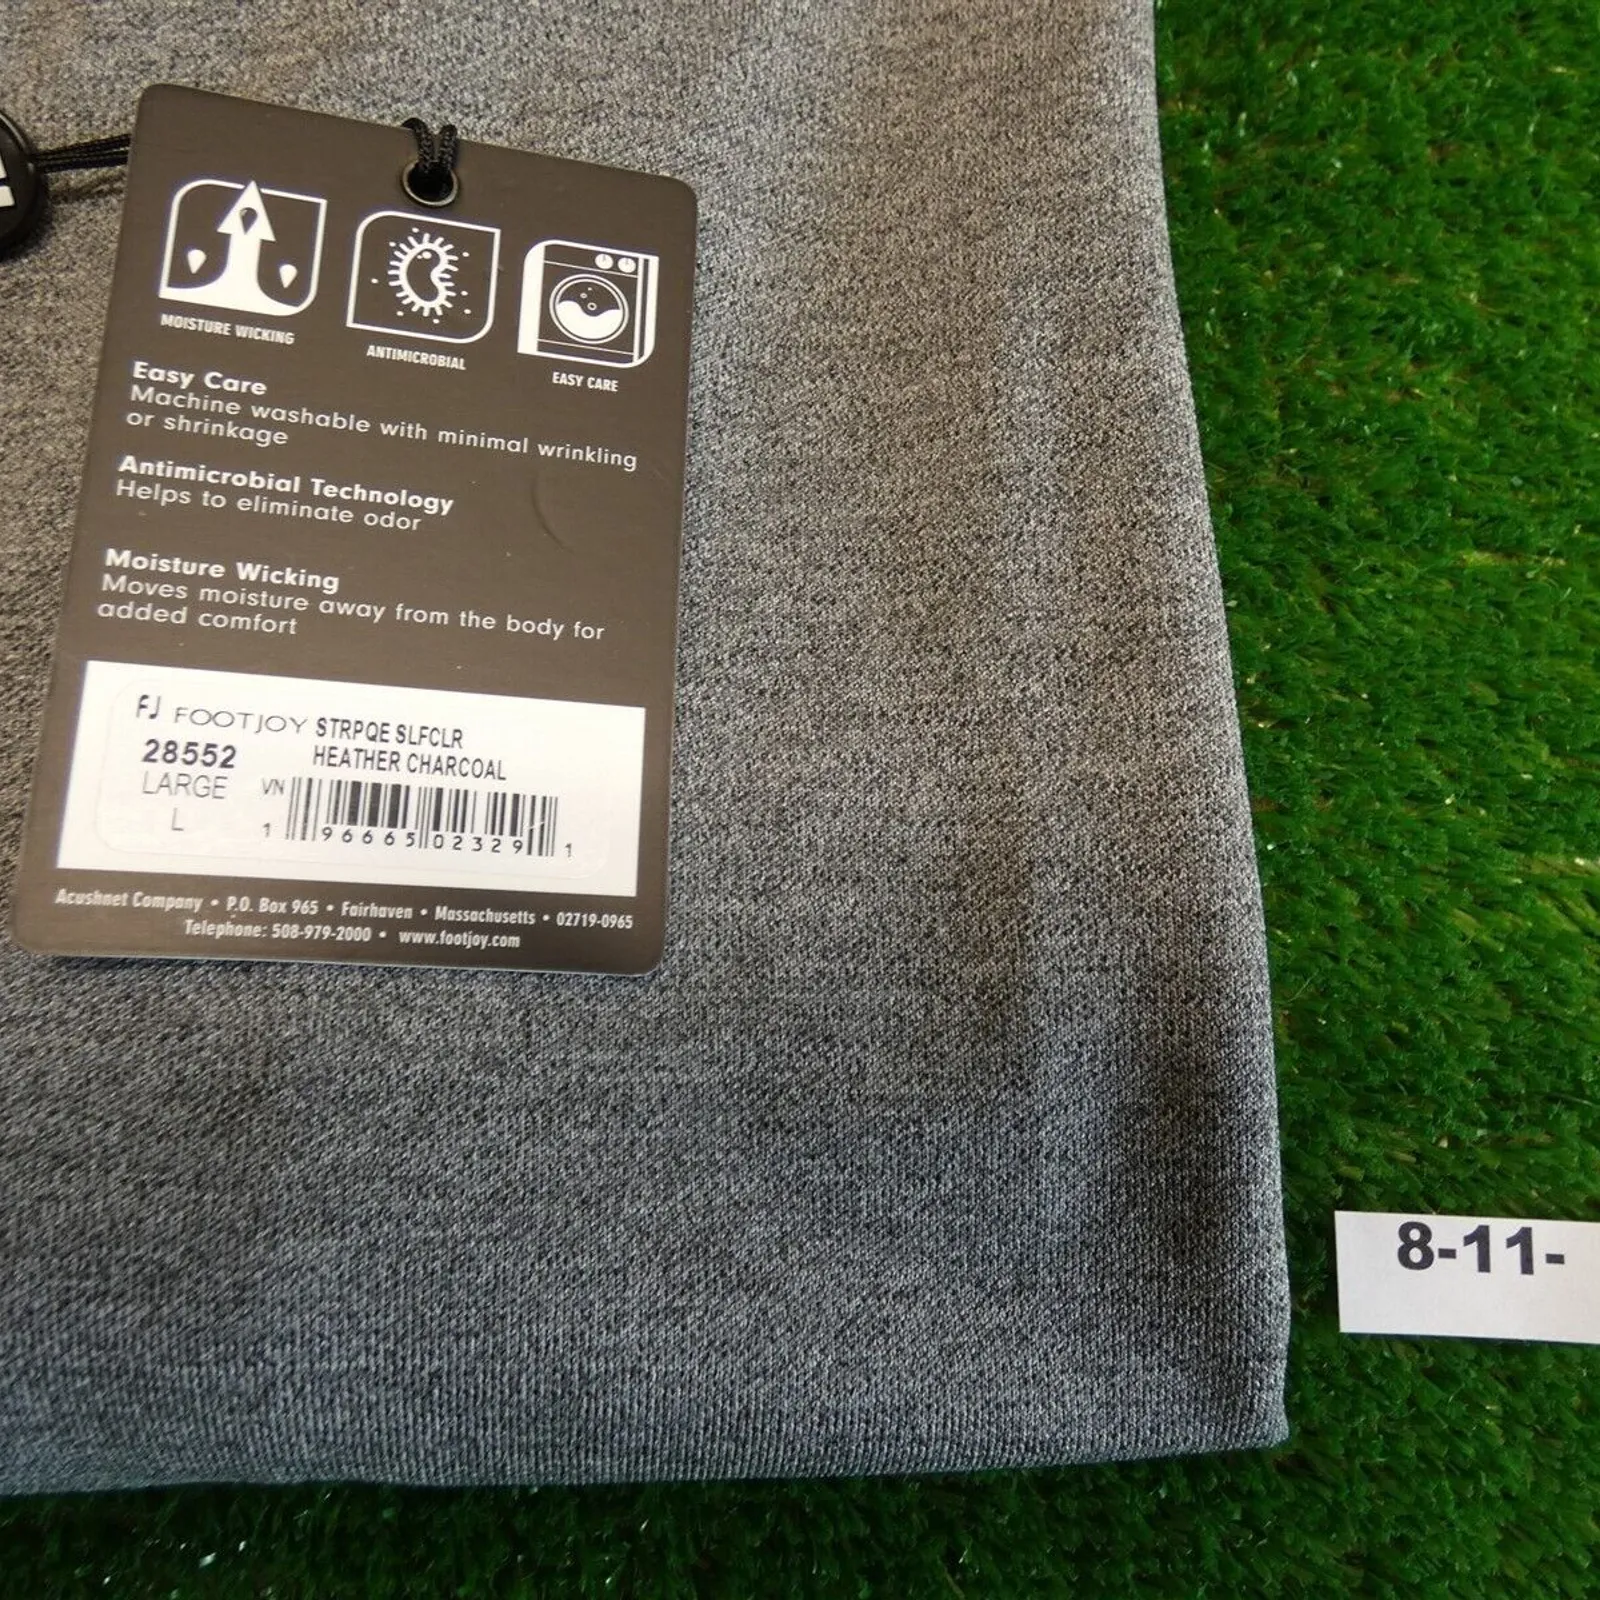 MOISTURE WICKING
ANTIMICROBIAL
EASY CARE
Easy Care
Machine washable with minimal wrinkling
or shrinkage
Antimicrobial Technology
Helps to eliminate odor
Moisture Wicking
Moves moisture away from the body for
added comfort
FJ FOOTJOY STRPQE SLFCLR
28552 HEATHER CHARCOAL
LARGE VN
L
1 96665 02329 1
Acushnet Company • P.O. Box 965 • Fairhaven • Massachusetts • 02719-0965
Telephone: 508-979-2000 • www.footjoy.com
8-11-